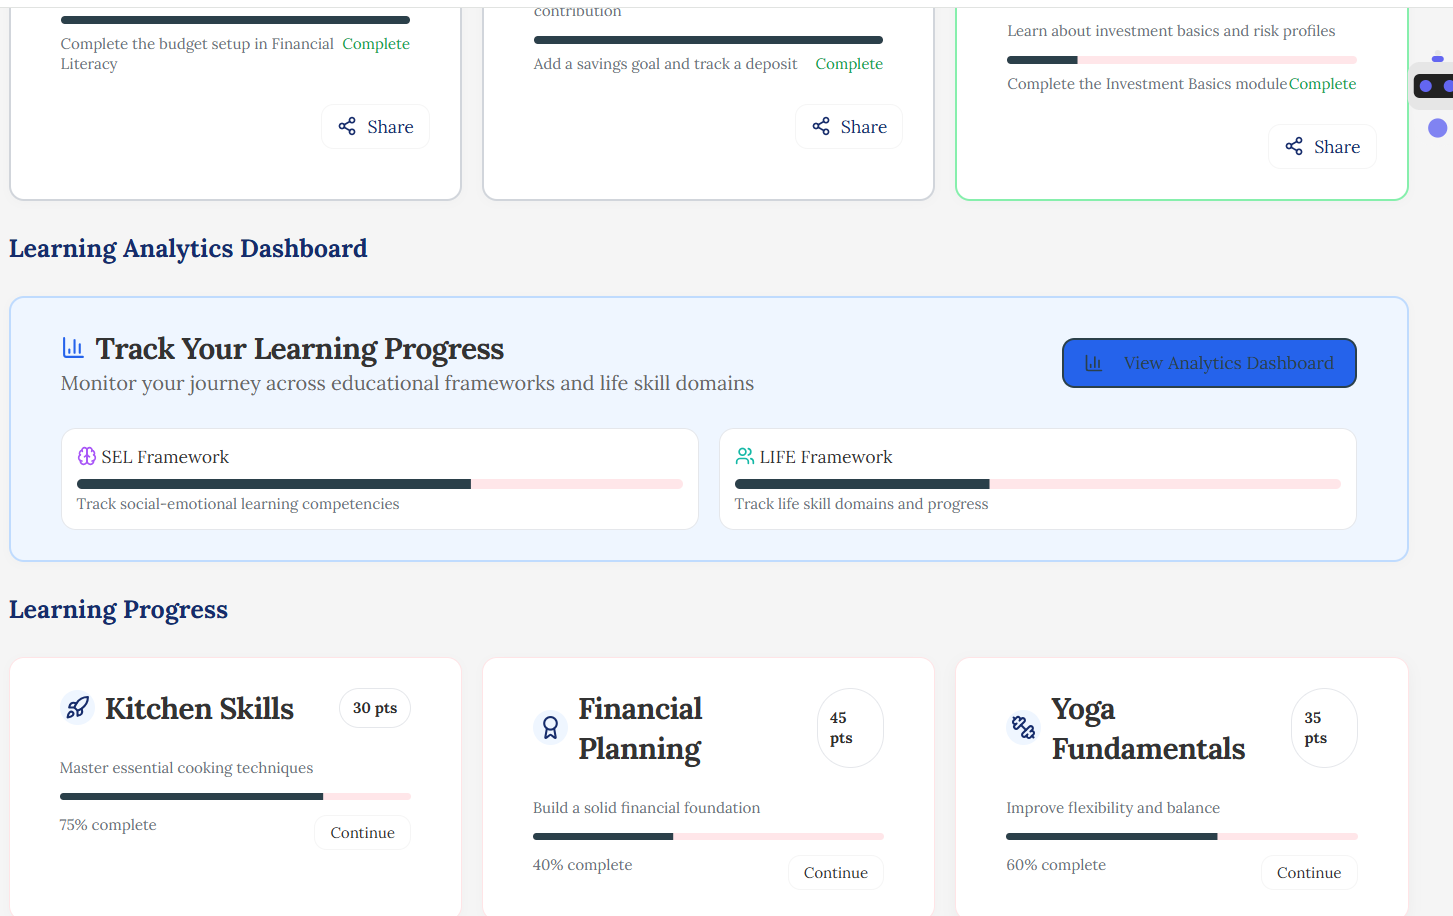 contribution
Learn about investment basics and risk profiles
Complete the budget setup in Financial Literacy
Complete
Add a savings goal and track a deposit
Complete
Complete the Investment Basics module
Complete
Share
Share
Share
Learning Analytics Dashboard
Track Your Learning Progress
Monitor your journey across educational frameworks and life skill domains
View Analytics Dashboard
SEL Framework
Track social-emotional learning competencies
LIFE Framework
Track life skill domains and progress
Learning Progress
Kitchen Skills
30 pts
Master essential cooking techniques
75% complete
Continue
Financial
Planning
45
pts
Build a solid financial foundation
40% complete
Continue
Yoga
Fundamentals
35
pts
Improve flexibility and balance
60% complete
Continue